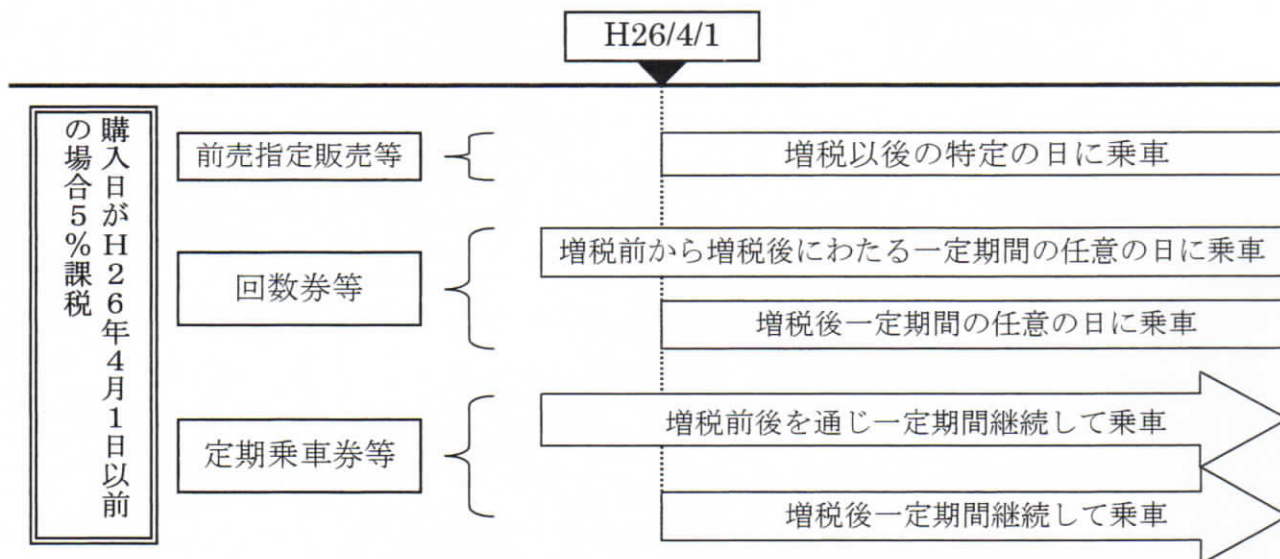 H26/4/1
購入日がH26年4月1日以前
の場合5%課税
前売指定販売等
増税以後の特定の日に乗車
回数券等
増税前から増税後にわたる一定期間の任意の日に乗車
増税後一定期間の任意の日に乗車
定期乗車券等
増税前後を通じ一定期間継続して乗車
増税後一定期間継続して乗車